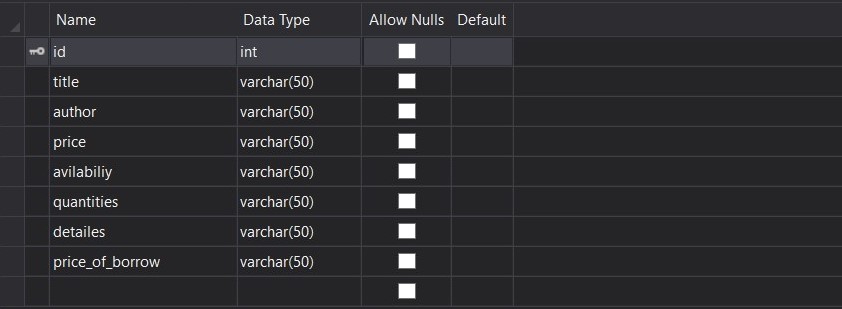 Name Data Type Allow Nulls Default
id int
title varchar(50)
author varchar(50)
price varchar(50)
avilabiliy varchar(50)
quantities varchar(50)
detailes varchar(50)
price_of_borrow varchar(50)